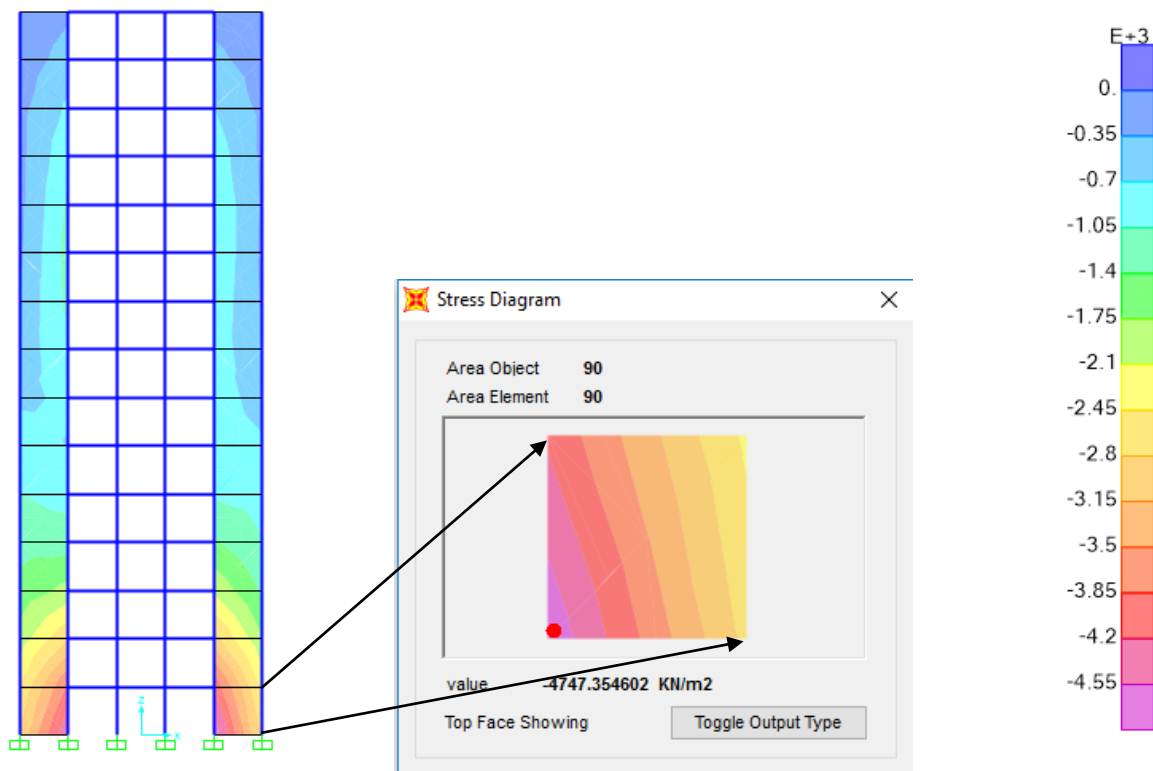 E+3
0.
-0.35
-0.7
-1.05
-1.4
-1.75
-2.1
-2.45
-2.8
-3.15
-3.5
-3.85
-4.2
-4.55
Stress Diagram
Area Object 90
Area Element 90
value -4747.354602 KN/m2
Top Face Showing
Toggle Output Type
Z
X